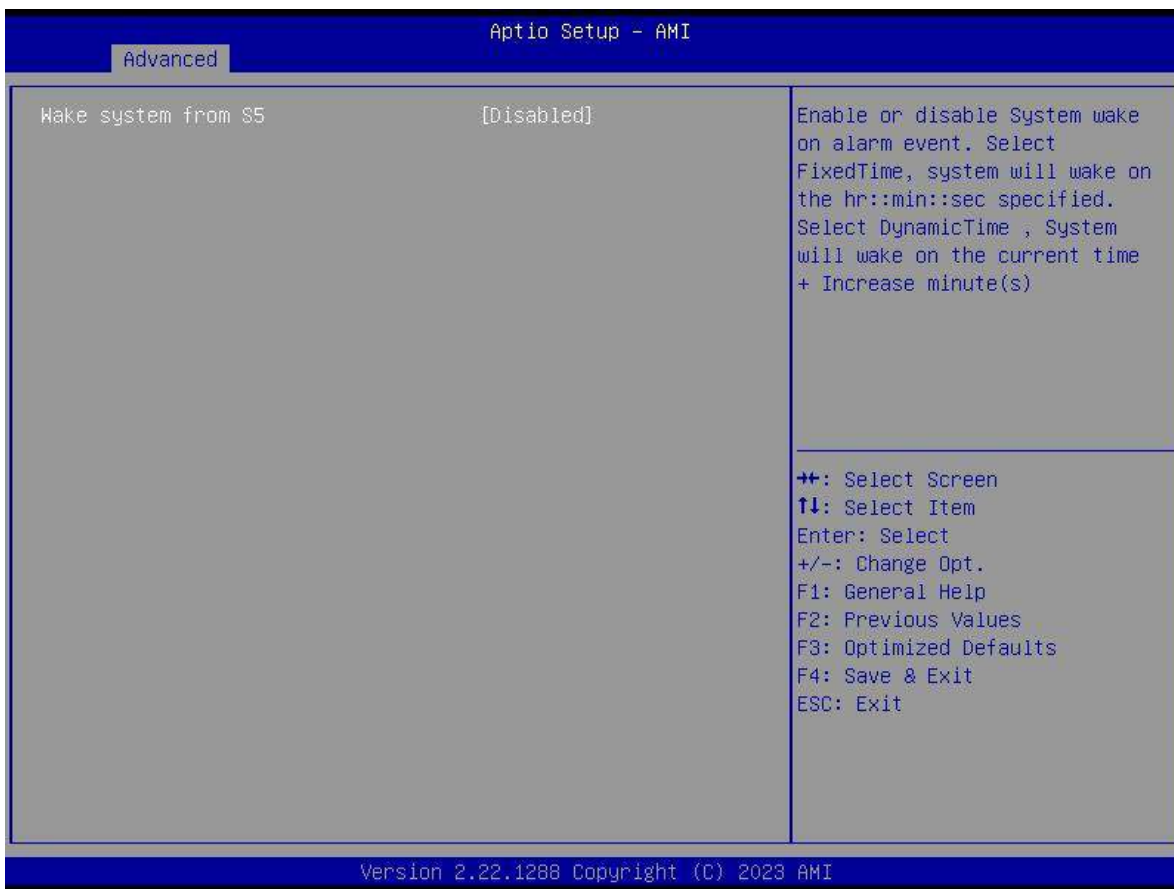 Aptio Setup – AMI
Advanced
Wake system from S5 [Disabled]
Enable or disable System wake
on alarm event. Select
FixedTime, system will wake on
the hr::min::sec specified.
Select DynamicTime , System
will wake on the current time
+ Increase minute(s)
→←: Select Screen
↑↓: Select Item
Enter: Select
+/-: Change Opt.
F1: General Help
F2: Previous Values
F3: Optimized Defaults
F4: Save & Exit
ESC: Exit
Version 2.22.1288 Copyright (C) 2023 AMI